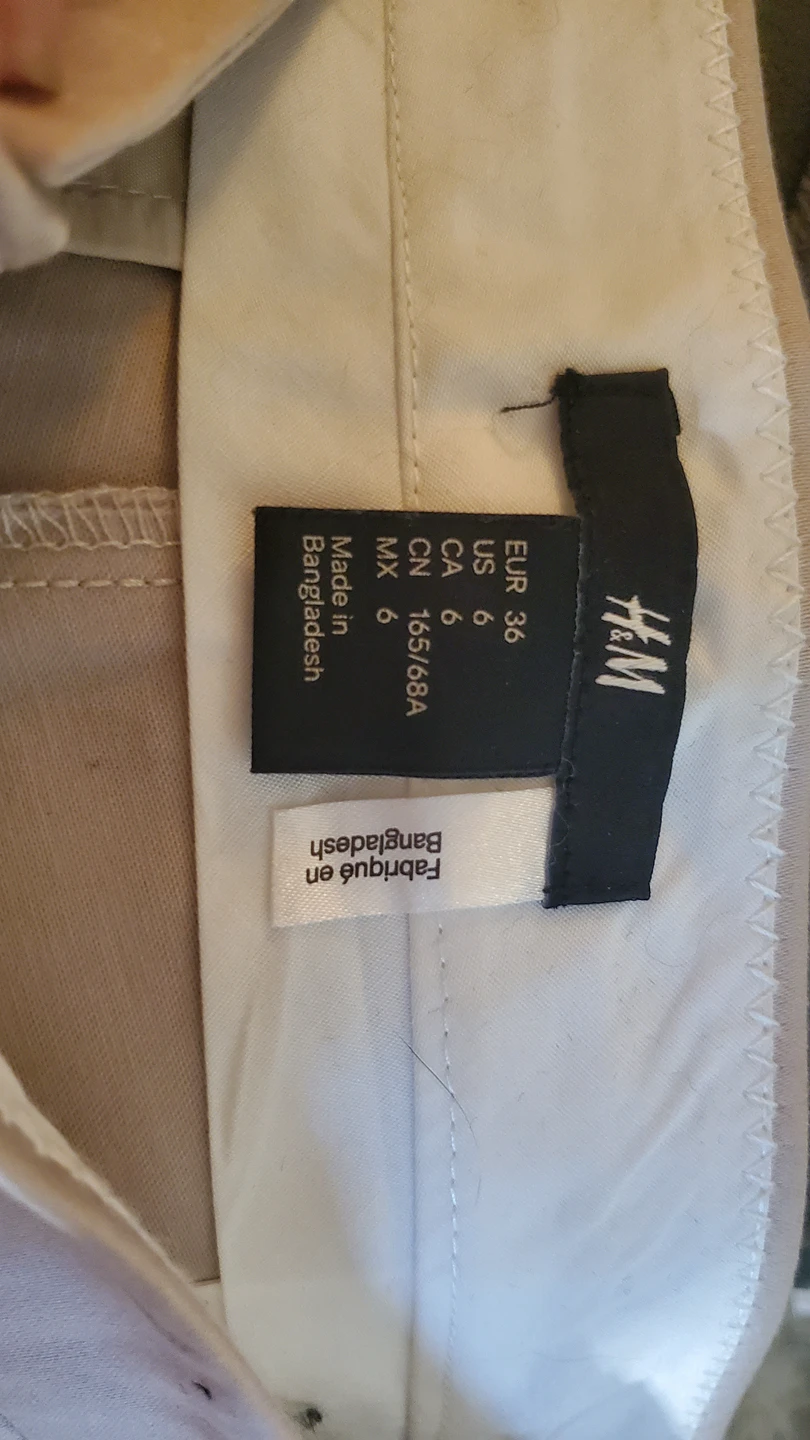 H&M
EUR 36
US 6
CA 6
CN 165/68A
MX 6
Made in
Bangladesh
Fabriqué en
Bangladesh